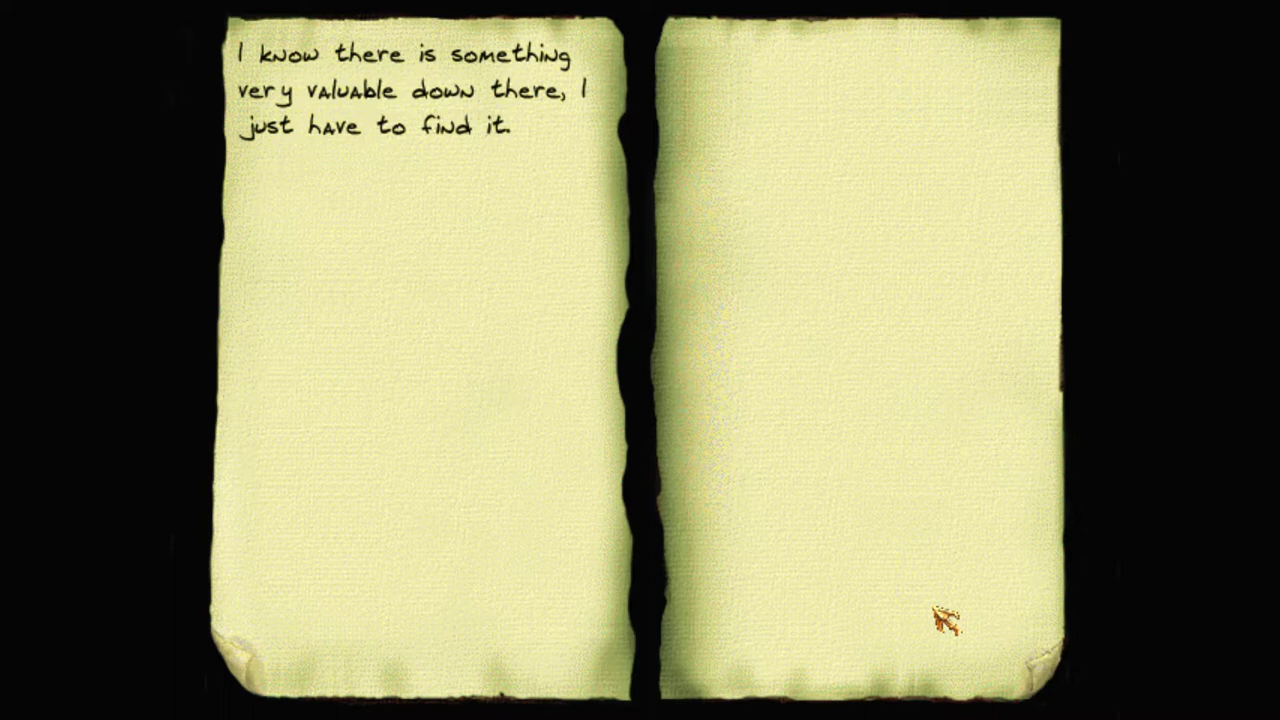 I know there is something
very valuable down there, I
just have to find it.